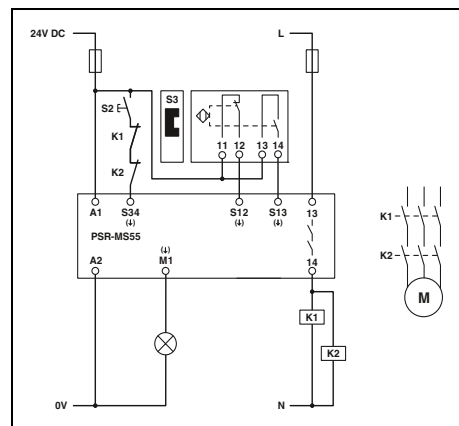 24V DC
L
S2
S3
K1
K2
11 12 13 14
A1
S34
(↓)
S12
(↓)
S13
(↓)
13
PSR-MS55
A2
(↓)
M1
14
K1
K2
0V
N
K1
K2
M